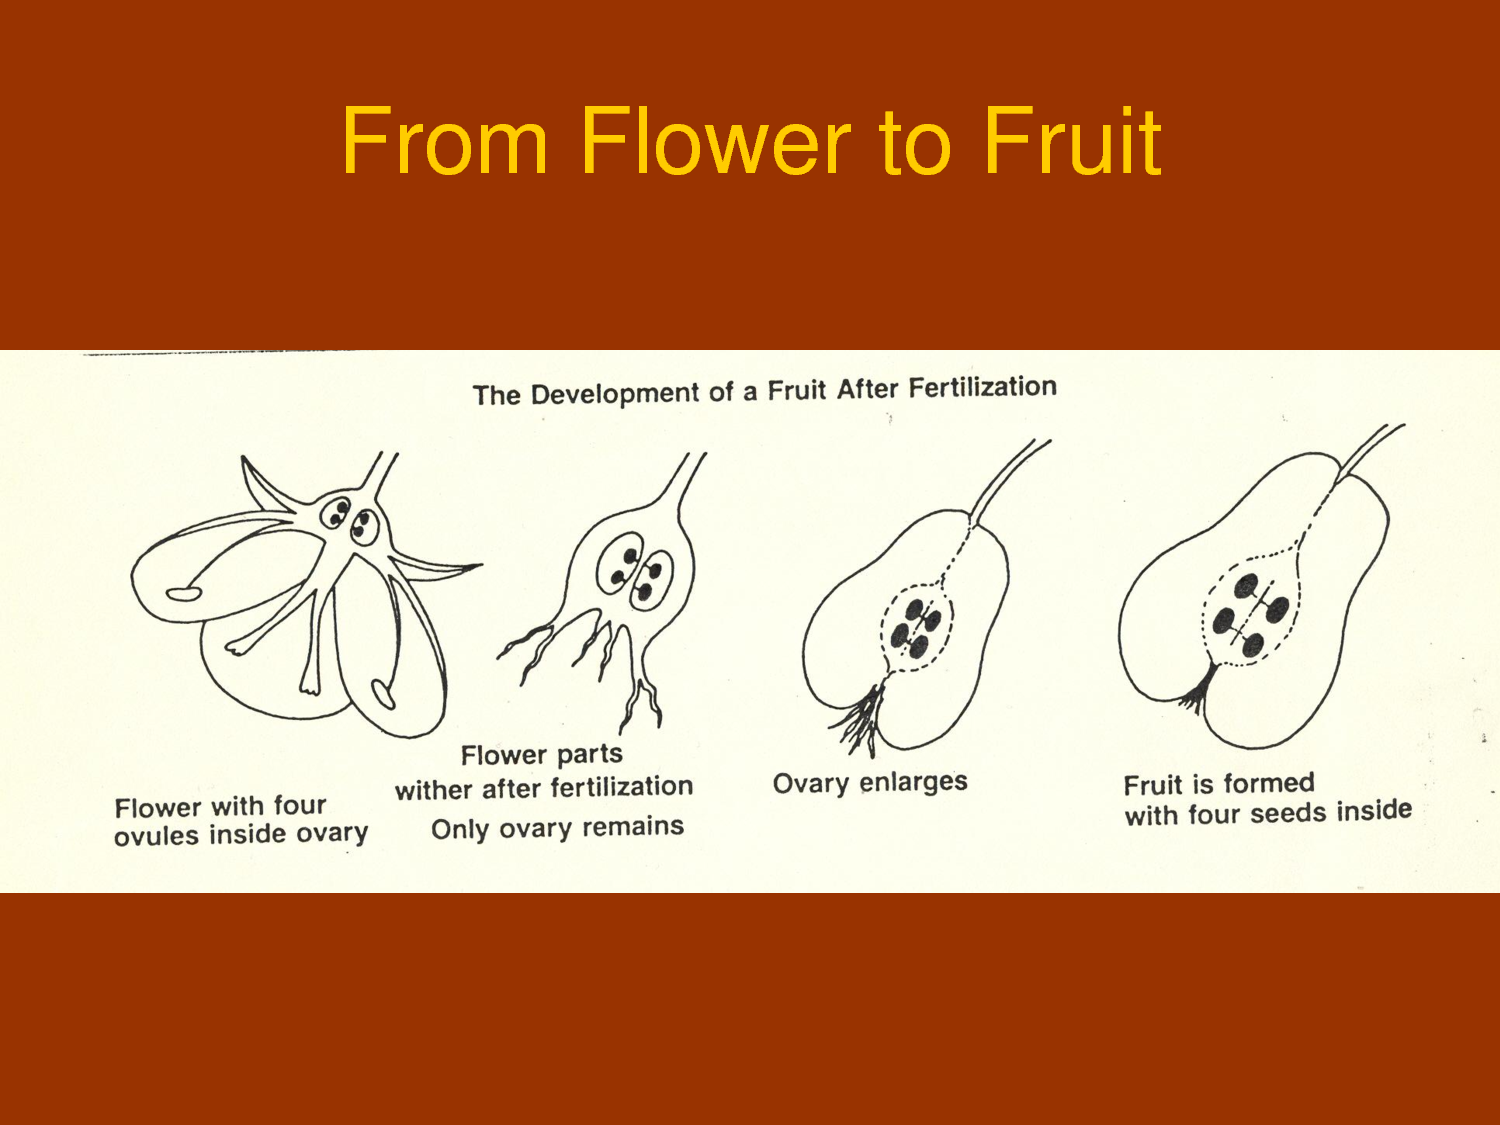 From Flower to Fruit
The Development of a Fruit After Fertilization
Flower with four
ovules inside ovary
Flower parts
wither after fertilization
Only ovary remains
Ovary enlarges
Fruit is formed
with four seeds inside